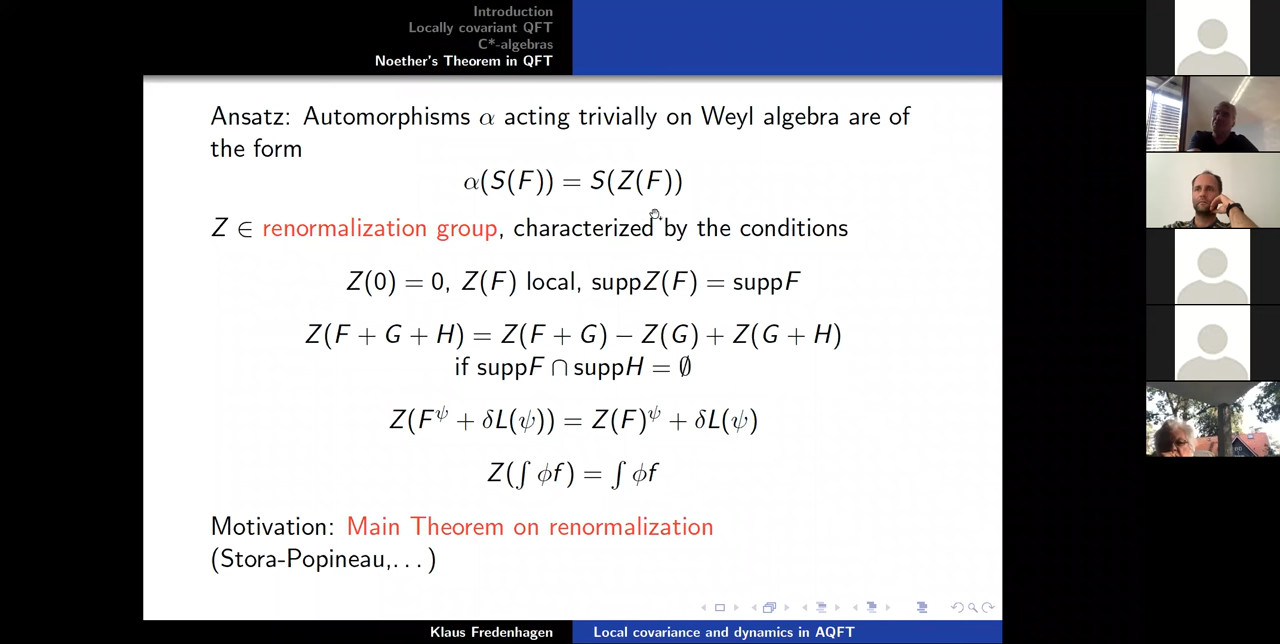 Introduction
Locally covariant QFT
C*-algebras
Noether's Theorem in QFT
Ansatz: Automorphisms α acting trivially on Weyl algebra are of
the form
α(S(F)) = S(Z(F))
Z ∈ renormalization group, characterized by the conditions
Z(0) = 0, Z(F) local, suppZ(F) = suppF
Z(F + G + H) = Z(F + G) − Z(G) + Z(G + H)
if suppF ∩ suppH = ∅
Z(F^ψ + δL(ψ)) = Z(F)^ψ + δL(ψ)
Z(∫ ϕf) = ∫ ϕf
Motivation: Main Theorem on renormalization
(Stora-Popineau,. . . )
Klaus Fredenhagen
Local covariance and dynamics in AQFT